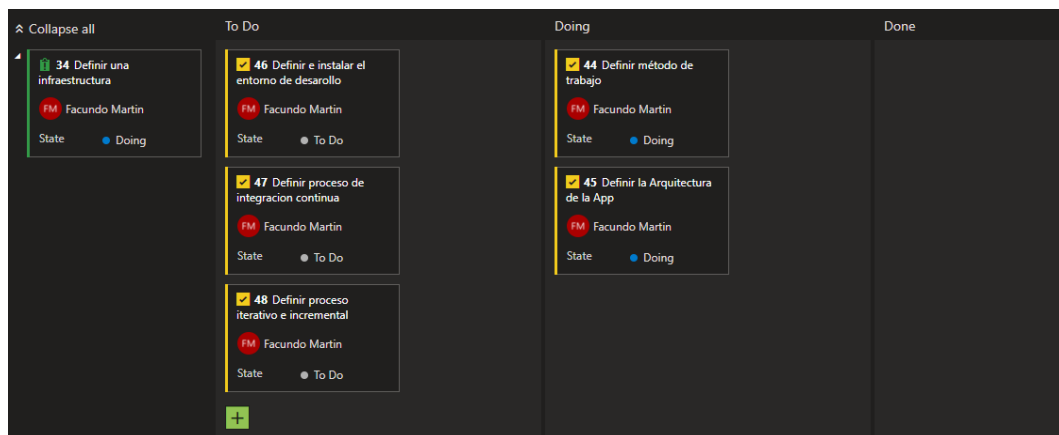 Collapse all
To Do
Doing
Done
34 Definir una
infraestructura
FM Facundo Martin
State Doing
46 Definir e instalar el
entorno de desarollo
FM Facundo Martin
State To Do
47 Definir proceso de
integracion continua
FM Facundo Martin
State To Do
48 Definir proceso
iterativo e incremental
FM Facundo Martin
State To Do
44 Definir método de
trabajo
FM Facundo Martin
State Doing
45 Definir la Arquitectura
de la App
FM Facundo Martin
State Doing